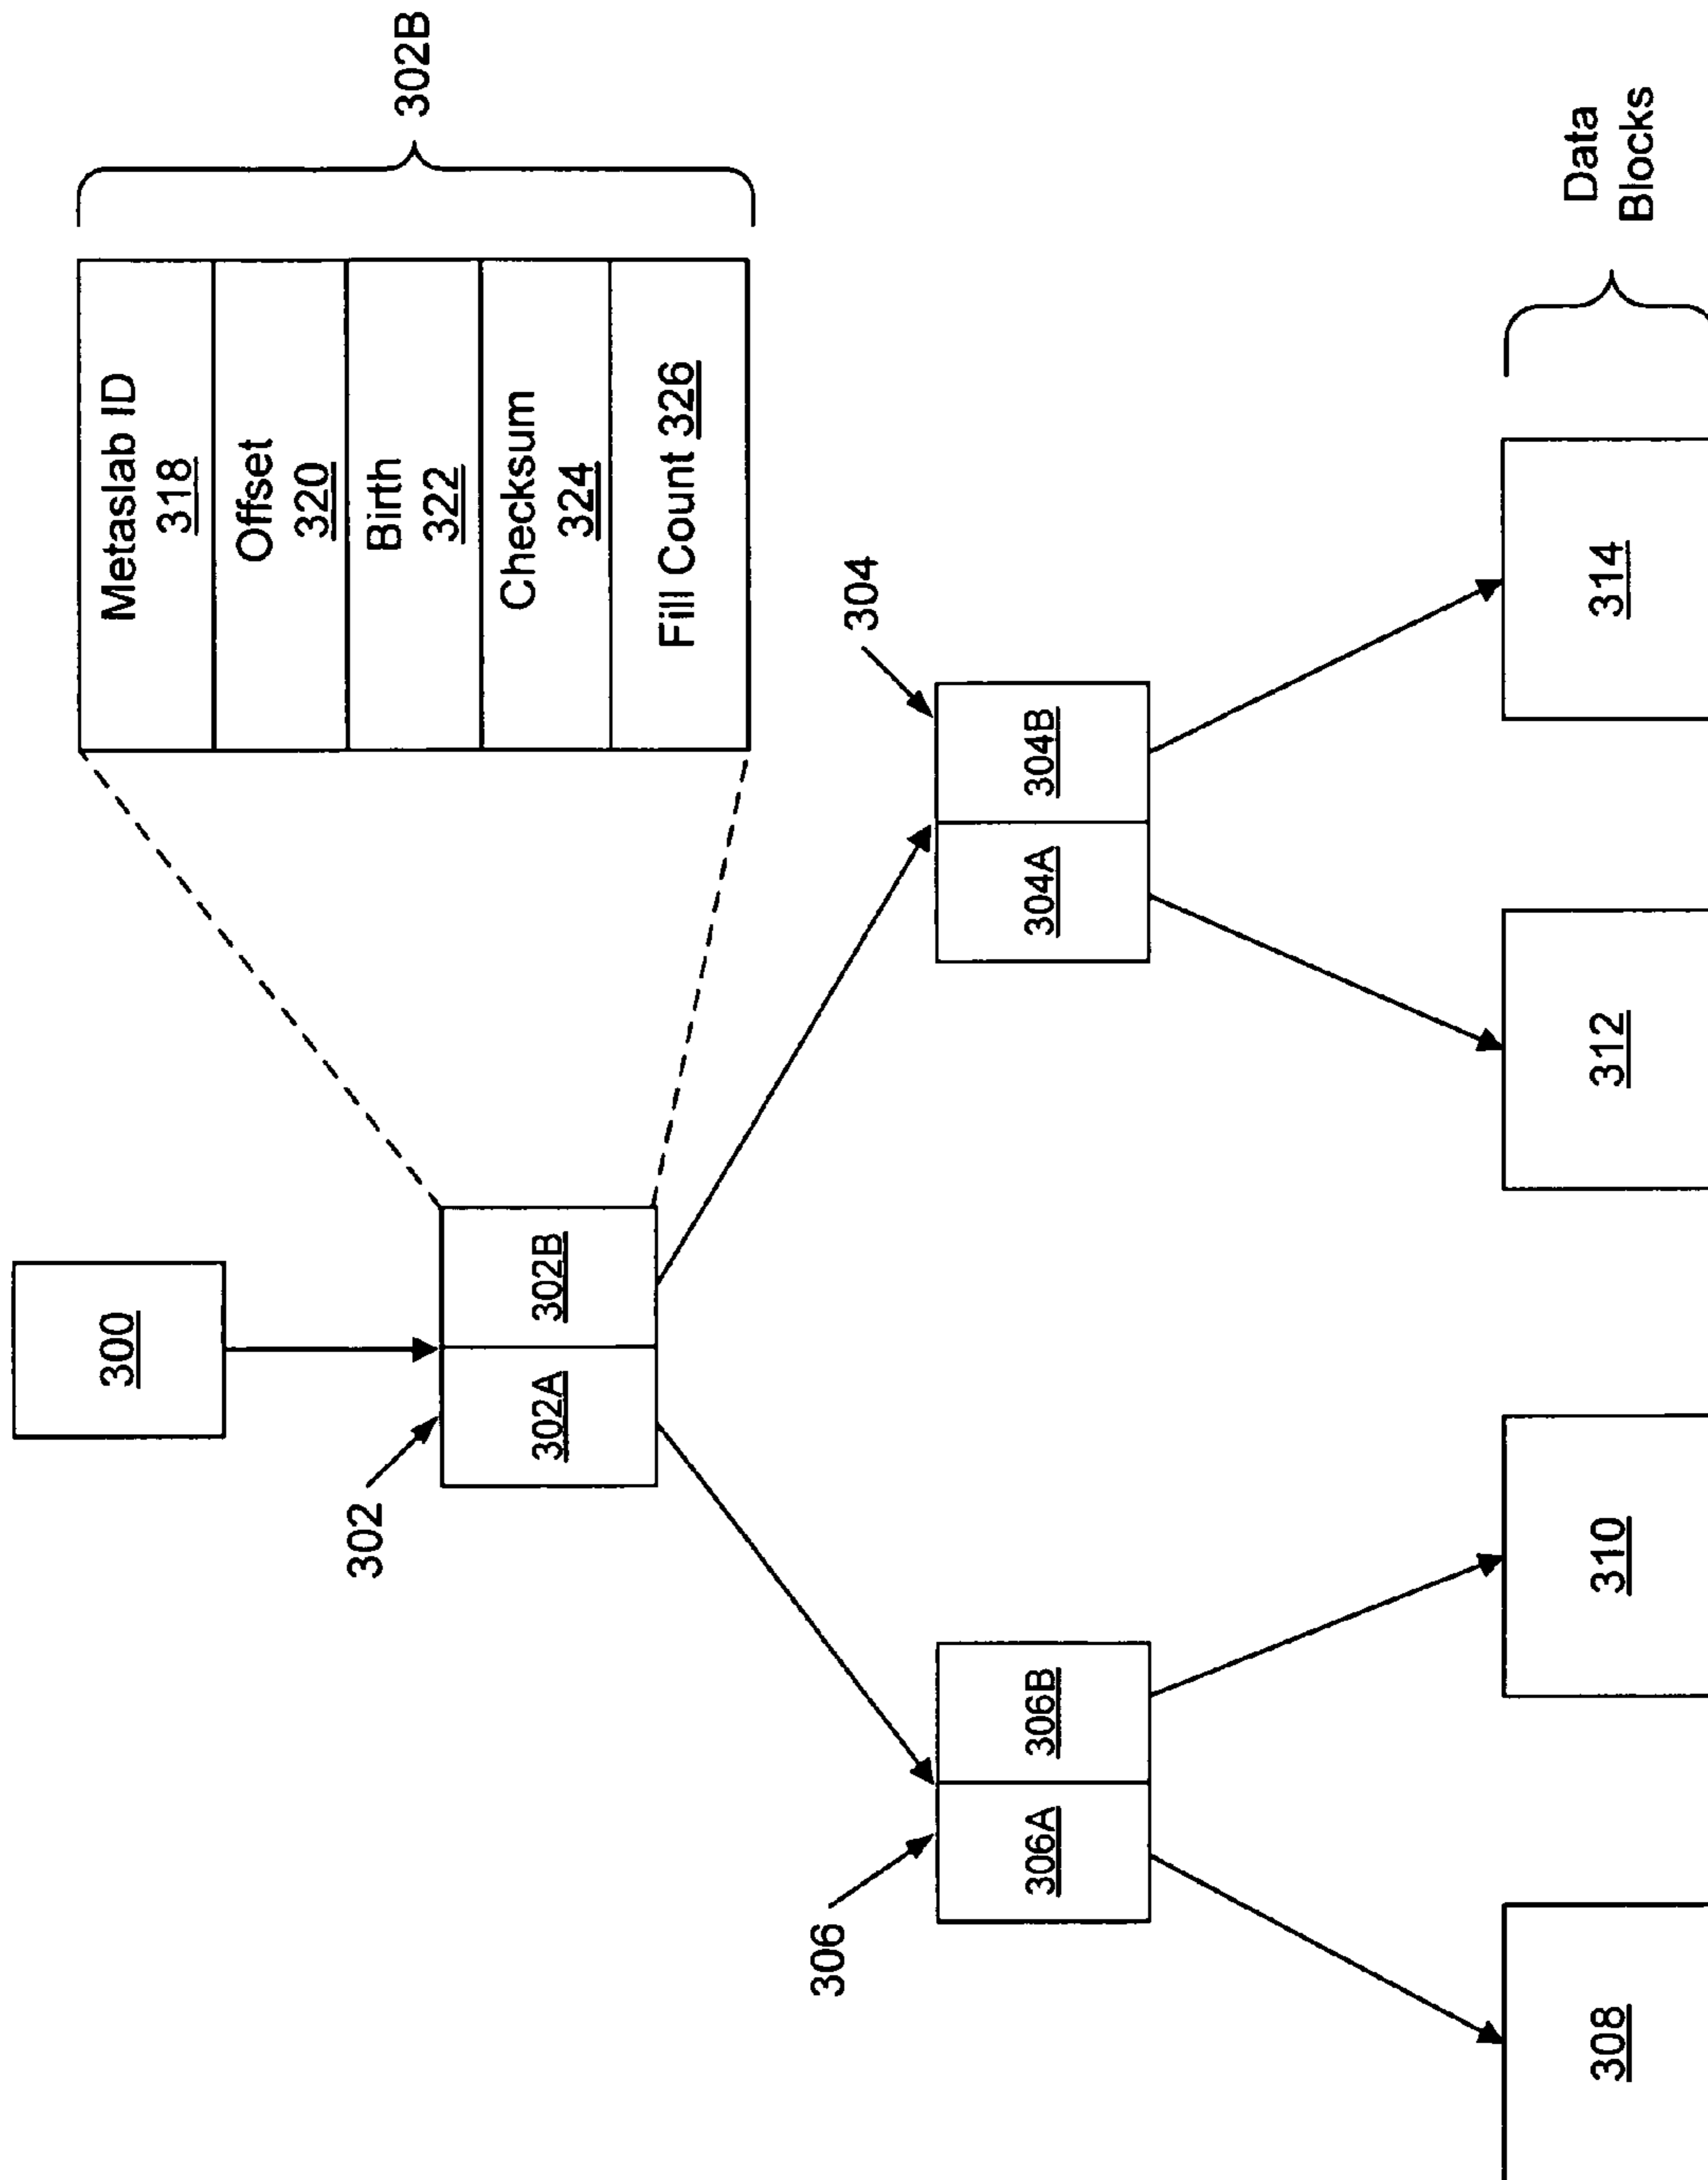 300
302
302A
302B
Metaslab ID
318
Offset
320
Birth
322
Checksum
324
Fill Count 326
302B
306
306A
306B
304
304A
304B
308
310
312
314
Data
Blocks